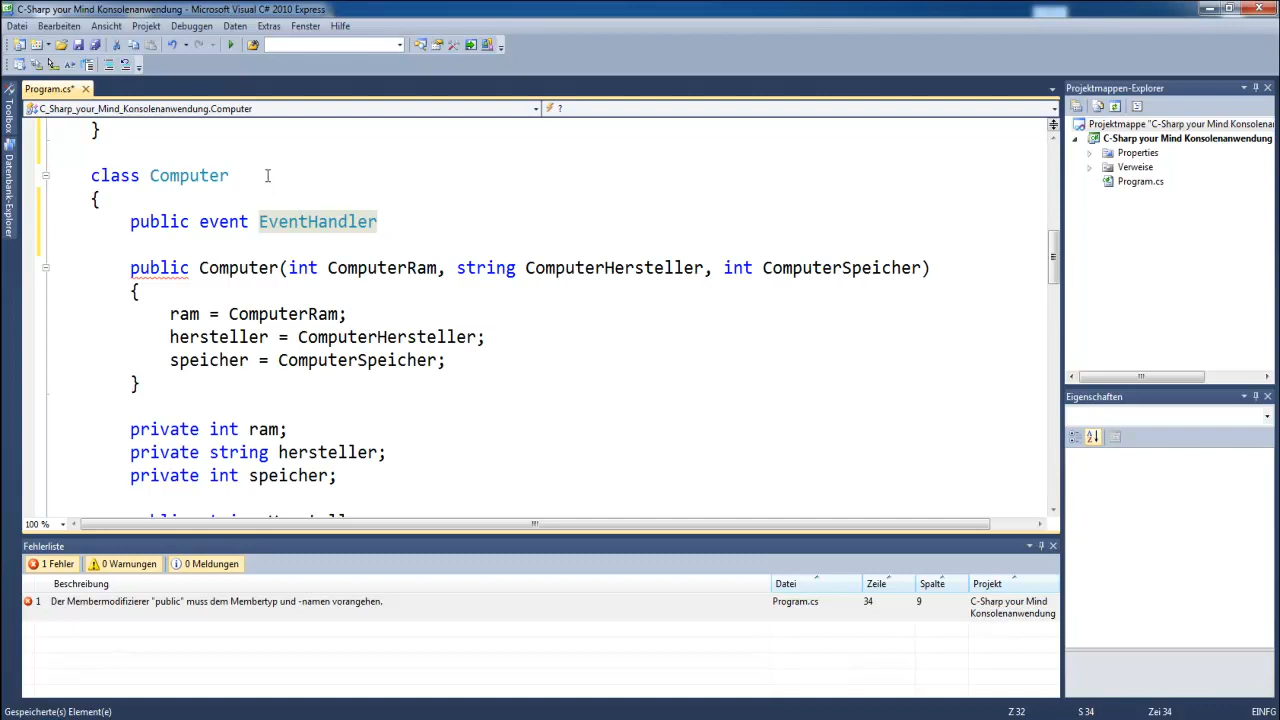 C-Sharp your Mind Konsolenanwendung - Microsoft Visual C# 2010 Express
Datei Bearbeiten Ansicht Projekt Debuggen Daten Extras Fenster Hilfe
Program.cs*
Projektmappen-Explorer
C_Sharp_your_Mind_Konsolenanwendung.Computer
?
Toolbox
Datenbank-Explorer
Projektmappe "C-Sharp your Mind Konsolenan
C-Sharp your Mind Konsolenanwendung
Properties
Verweise
Program.cs
}
class Computer
{
public event EventHandler
public Computer(int ComputerRam, string ComputerHersteller, int ComputerSpeicher)
{
ram = ComputerRam;
hersteller = ComputerHersteller;
speicher = ComputerSpeicher;
}
private int ram;
private string hersteller;
private int speicher;
Eigenschaften
100 %
Fehlerliste
1 Fehler 0 Warnungen 0 Meldungen
Beschreibung Datei Zeile Spalte Projekt
1 Der Membermodifizierer "public" muss dem Membertyp und -namen vorangehen. Program.cs 34 9 C-Sharp your Mind
Konsolenanwendung
Gespeicherte(s) Element(e) Z 32 S 34 Zei 34 EINFG